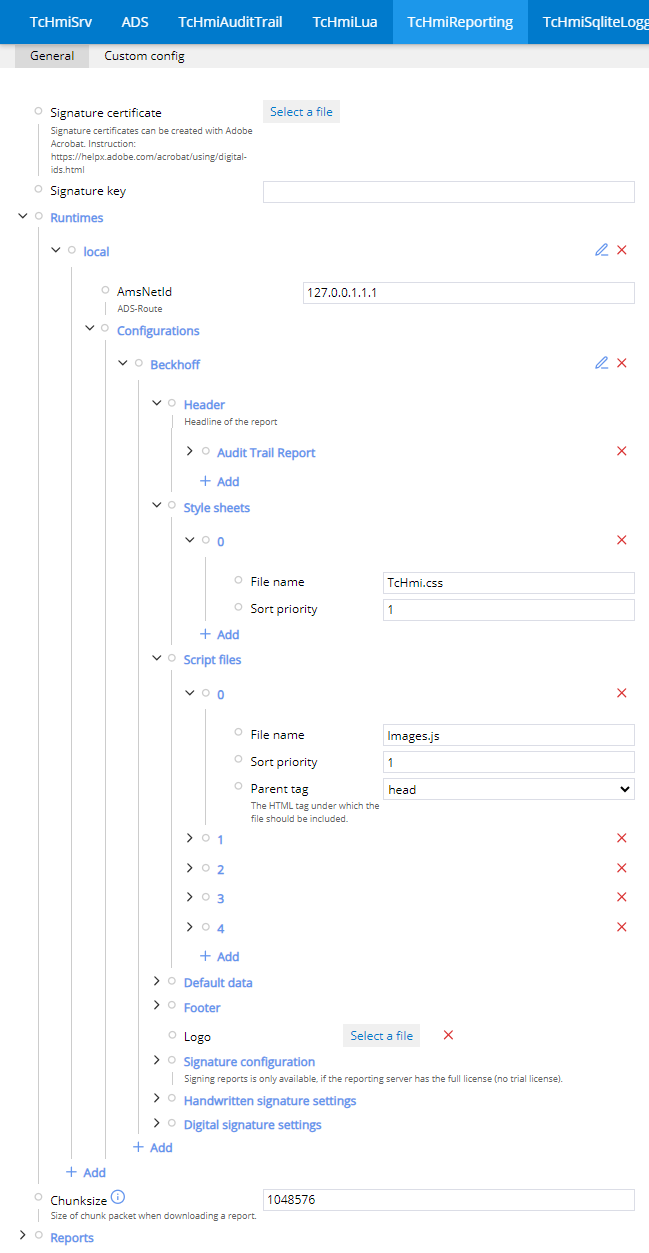 TcHmiSrv ADS TcHmiAuditTrail TcHmiLua TcHmiReporting TcHmiSqliteLogg
General Custom config
Signature certificate Select a file
Signature certificates can be created with Adobe
Acrobat. Instruction:
https://helpx.adobe.com/acrobat/using/digital-
ids.html
Signature key
Runtimes
local
AmsNetId 127.0.0.1.1.1
ADS-Route
Configurations
Beckhoff
Header
Headline of the report
Audit Trail Report
+ Add
Style sheets
0
File name TcHmi.css
Sort priority 1
+ Add
Script files
0
File name Images.js
Sort priority 1
Parent tag head
The HTML tag under which the
file should be included.
1
2
3
4
+ Add
Default data
Footer
Logo Select a file
Signature configuration
Signing reports is only available, if the reporting server has the full license (no trial license).
Handwritten signature settings
Digital signature settings
+ Add
+ Add
Chunksize 1048576
Size of chunk packet when downloading a report.
Reports